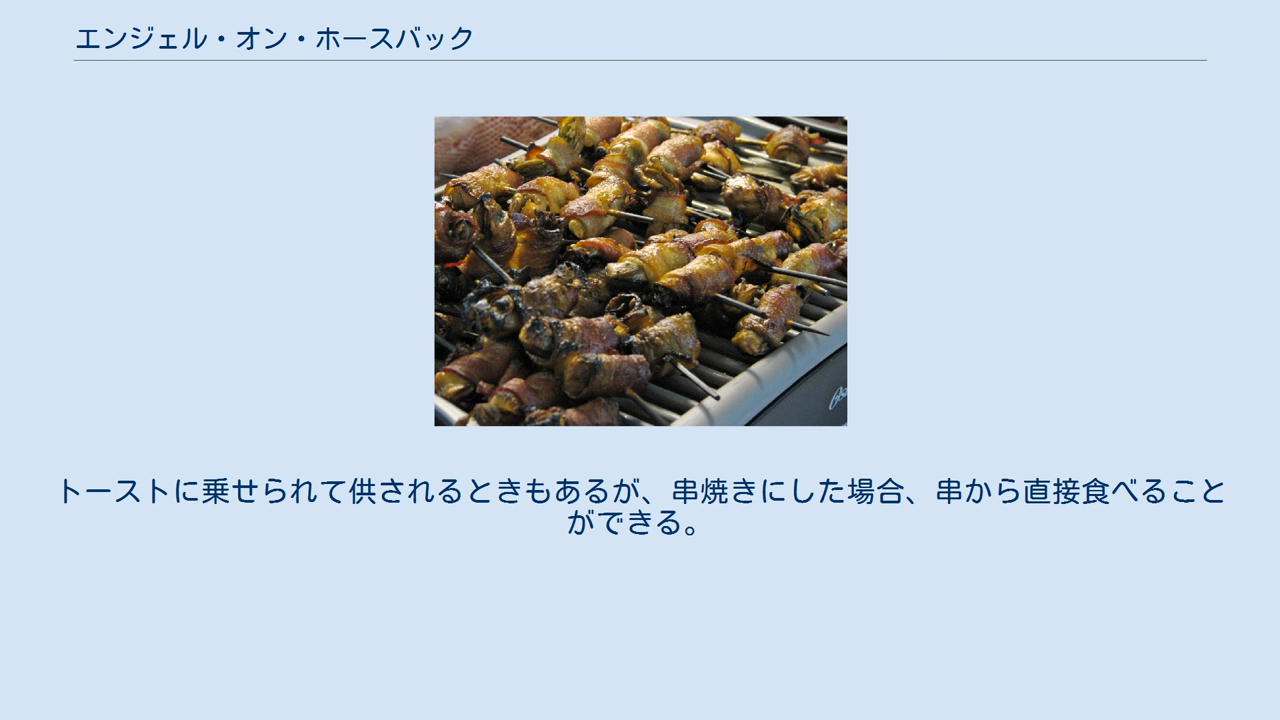 エンジェル・オン・ホースバック
トーストに乗せられて供されるときもあるが、串焼きにした場合、串から直接食べること
ができる。